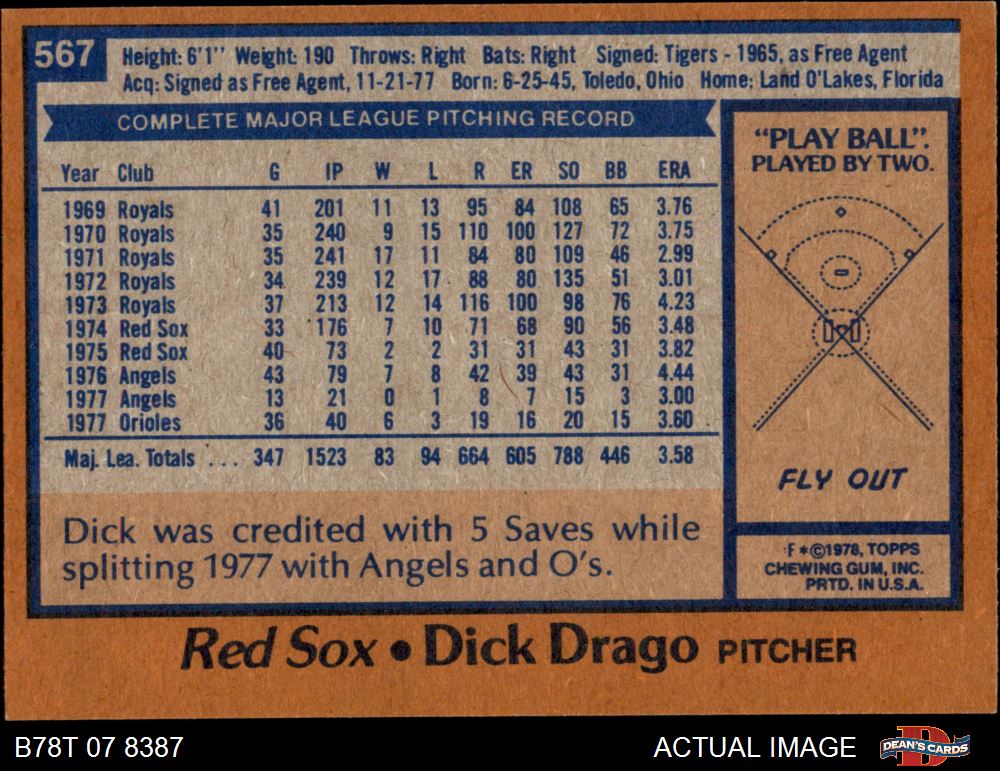 567
Height: 6'1" Weight: 190 Throws: Right Bats: Right Signed: Tigers - 1965, as Free Agent
Acq: Signed as Free Agent, 11-21-77 Born: 6-25-45, Toledo, Ohio Home: Land O'Lakes, Florida
COMPLETE MAJOR LEAGUE PITCHING RECORD
Year Club G IP W L R ER SO BB ERA
1969 Royals 41 201 11 13 95 84 108 65 3.76
1970 Royals 35 240 9 15 110 100 127 72 3.75
1971 Royals 35 241 17 11 84 80 109 46 2.99
1972 Royals 34 239 12 17 88 80 135 51 3.01
1973 Royals 37 213 12 14 116 100 98 76 4.23
1974 Red Sox 33 176 7 10 71 68 90 56 3.48
1975 Red Sox 40 73 2 2 31 31 43 31 3.82
1976 Angels 43 79 7 8 42 39 43 31 4.44
1977 Angels 13 21 0 1 8 7 15 3 3.00
1977 Orioles 36 40 6 3 19 16 20 15 3.60
Maj. Lea. Totals ... 347 1523 83 94 664 605 788 446 3.58
Dick was credited with 5 Saves while
splitting 1977 with Angels and O's.
"PLAY BALL".
PLAYED BY TWO.
FLY OUT
F*©1978, TOPPS
CHEWING GUM, INC.
PRTD. IN U.S.A.
Red Sox • Dick Drago PITCHER
B78T 07 8387
ACTUAL IMAGE
D
DEAN'S CARDS